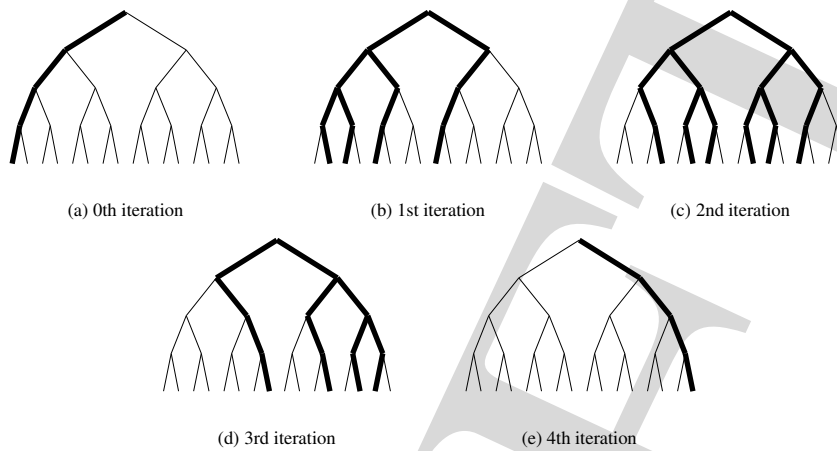 (a) 0th iteration
(b) 1st iteration
(c) 2nd iteration
(d) 3rd iteration
(e) 4th iteration